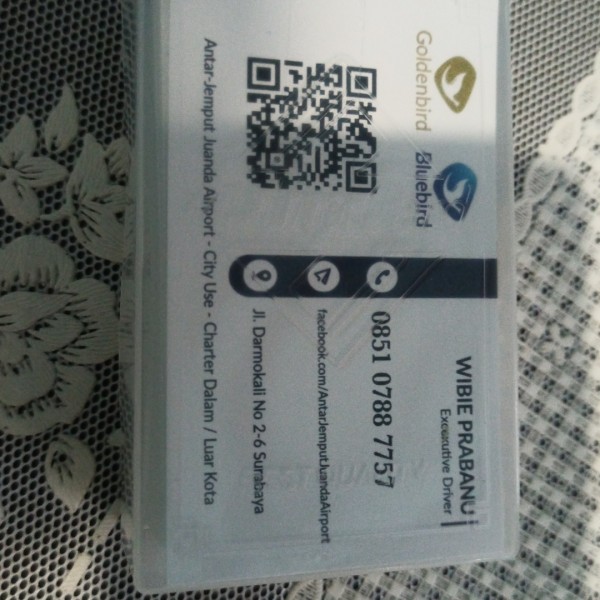 Goldenbird
Bluebird
WIBIE PRABANU
Excecutive Driver
0851 0788 7757
facebook.com/AntarJemputJuandaAirport
Jl. Darmokali No 2-6 Surabaya
Antar-Jemput Juanda Airport - City Use - Charter Dalam / Luar Kota